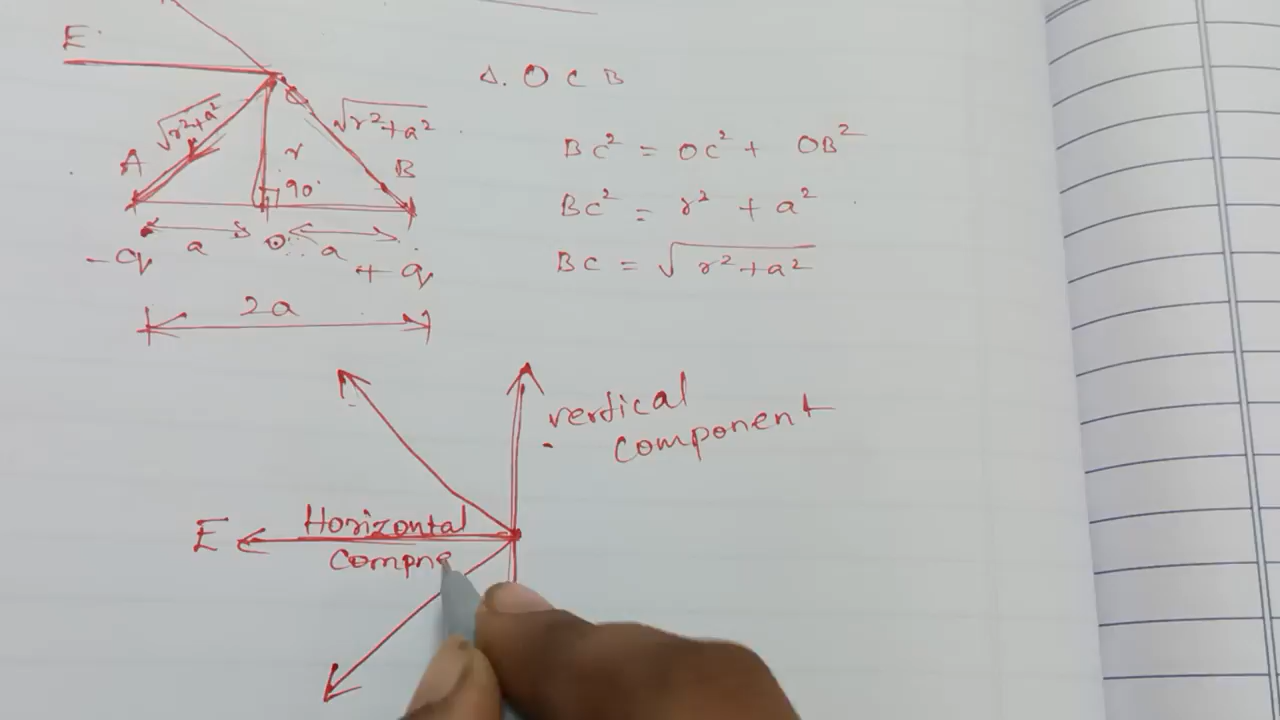 E
△. O C B
√r²+a²
√r²+a²
BC² = OC² + OB²
A
r
B
90°
BC² = r² + a²
a
O
a
-q
+q
BC = √r²+a²
2a
vertical
component
Horizontal
E
Compne